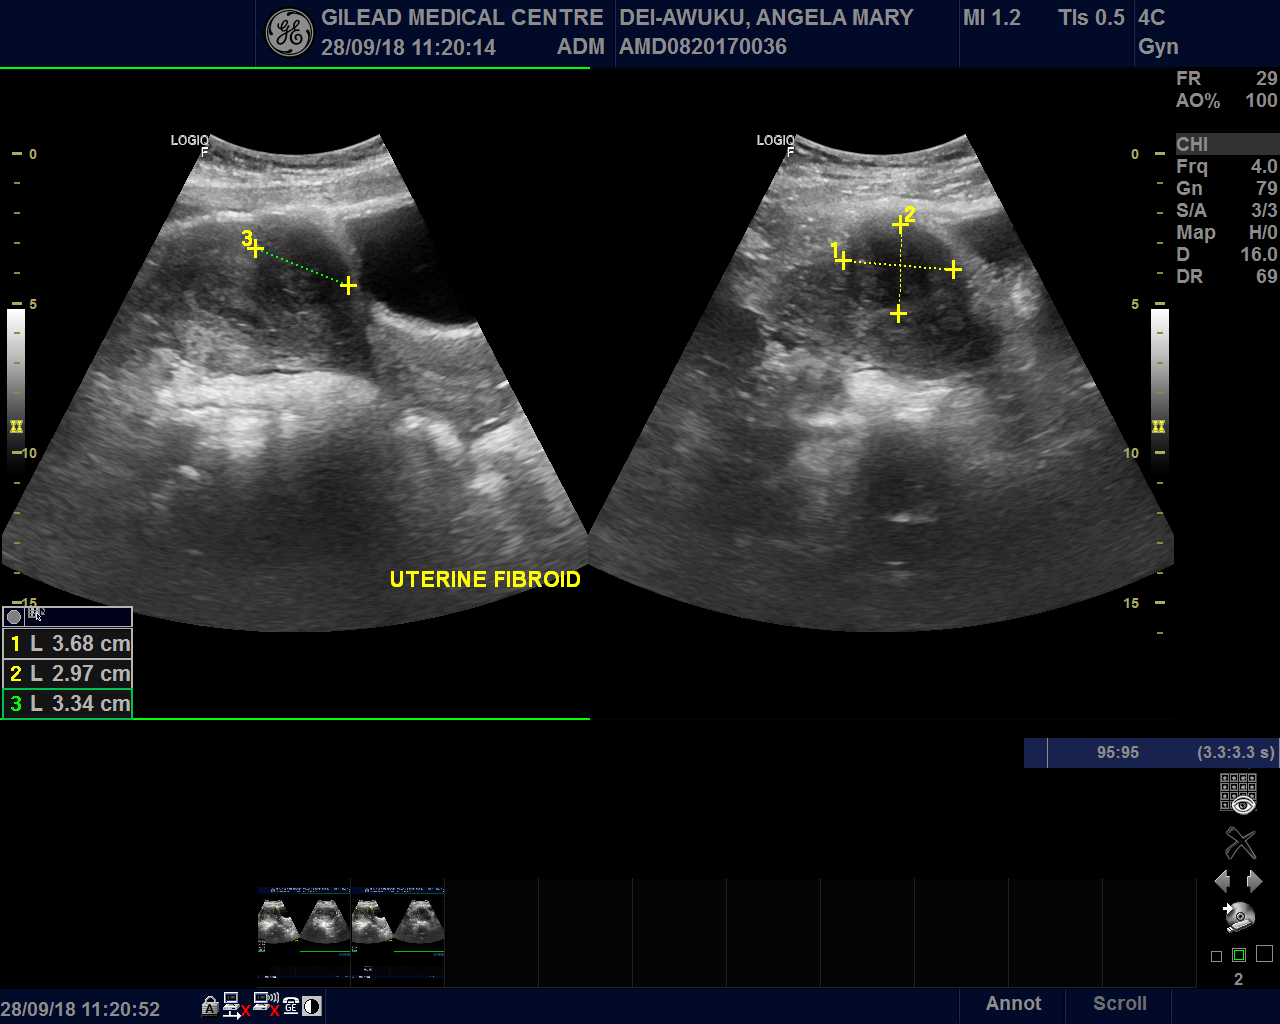 GILEAD MEDICAL CENTRE
28/09/18 11:20:14 ADM
DEI-AWUKU, ANGELA MARY
AMD0820170036
MI 1.2 TIs 0.5
4C
Gyn
FR 29
AO% 100
CHI
Frq 4.0
Gn 79
S/A 3/3
Map H/0
D 16.0
DR 69
LOGIQ
F
LOGIQ
F
0
5
10
15
0
5
10
15
3
1
2
UTERINE FIBROID
1 L 3.68 cm
2 L 2.97 cm
3 L 3.34 cm
95:95 (3.3:3.3 s)
2
28/09/18 11:20:52
A
GE
Annot
Scroll